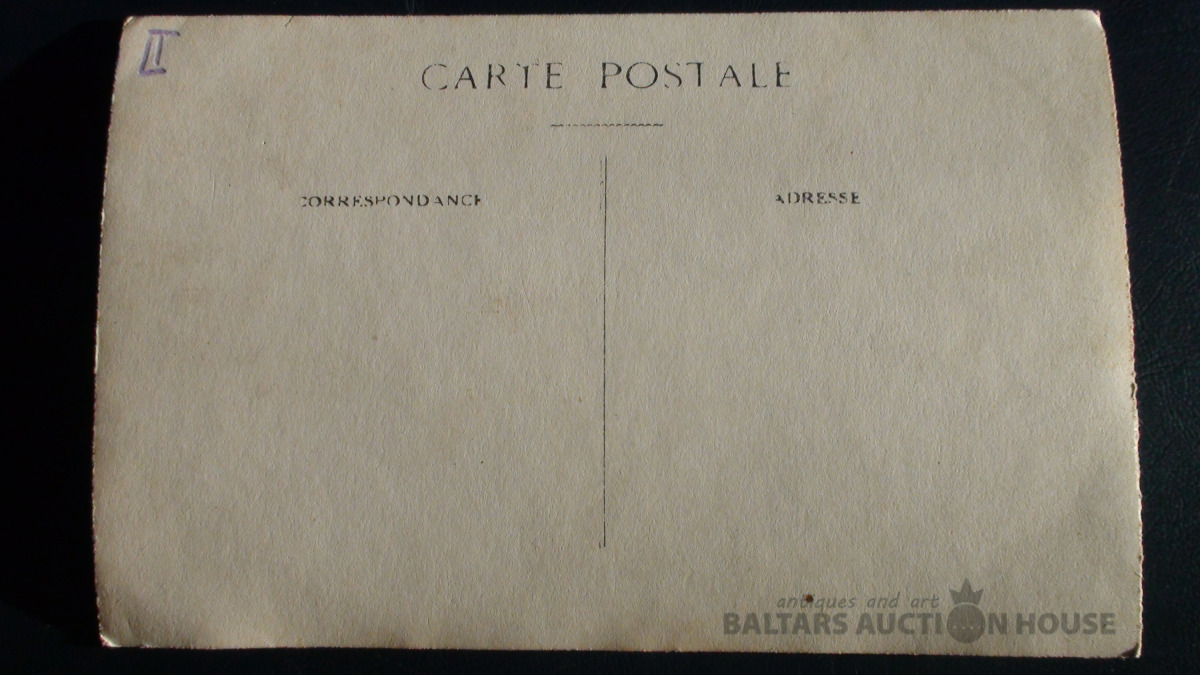 II
CARTE POSTALE
CORRESPONDANCE
ADRESSE
antiques and art
BALTARS AUCTION HOUSE